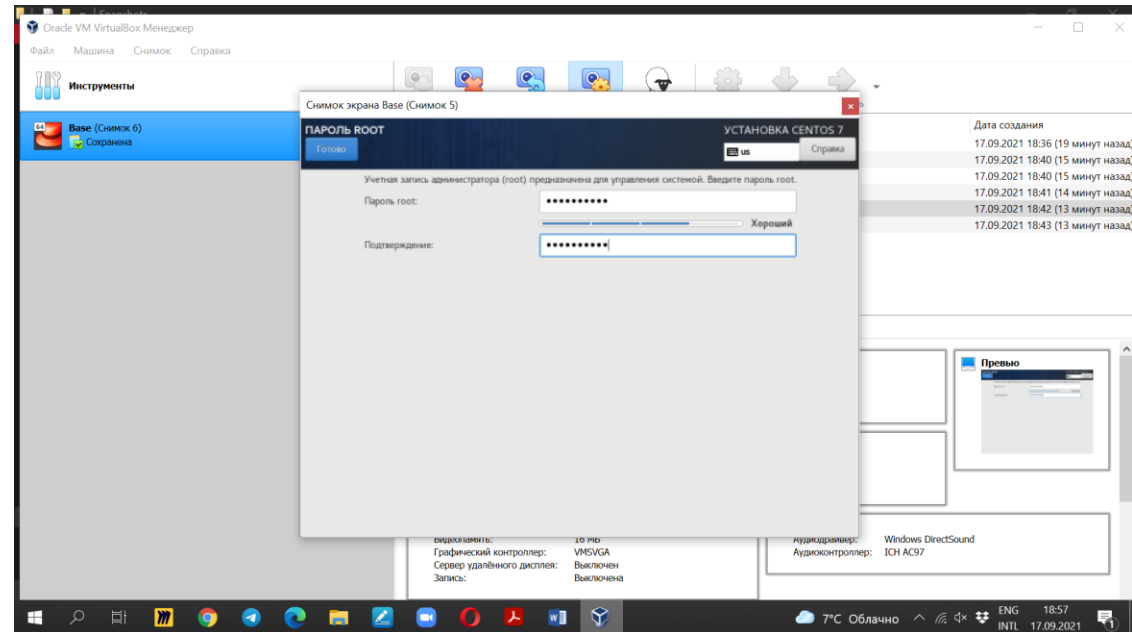 Snapshots
Oracle VM VirtualBox Менеджер
Файл Машина Снимок Справка
Инструменты
64 Base (Снимок 6)
Сохранена
Снимок экрана Base (Снимок 5)
ПАРОЛЬ ROOT УСТАНОВКА CENTOS 7
Готово us Справка
Учетная запись администратора (root) предназначена для управления системой. Введите пароль root.
Пароль root: ••••••••••
Хороший
Подтверждение: ••••••••••
Дата создания
17.09.2021 18:36 (19 минут назад)
17.09.2021 18:40 (15 минут назад)
17.09.2021 18:40 (15 минут назад)
17.09.2021 18:41 (14 минут назад)
17.09.2021 18:42 (13 минут назад)
17.09.2021 18:43 (13 минут назад)
Превью
Видеопамять: 16 МБ
Графический контроллер: VMSVGA
Сервер удалённого дисплея: Выключен
Запись: Выключена
Аудиодрайвер: Windows DirectSound
Аудиоконтроллер: ICH AC97
7°C Облачно
ENG 18:57
INTL 17.09.2021
1